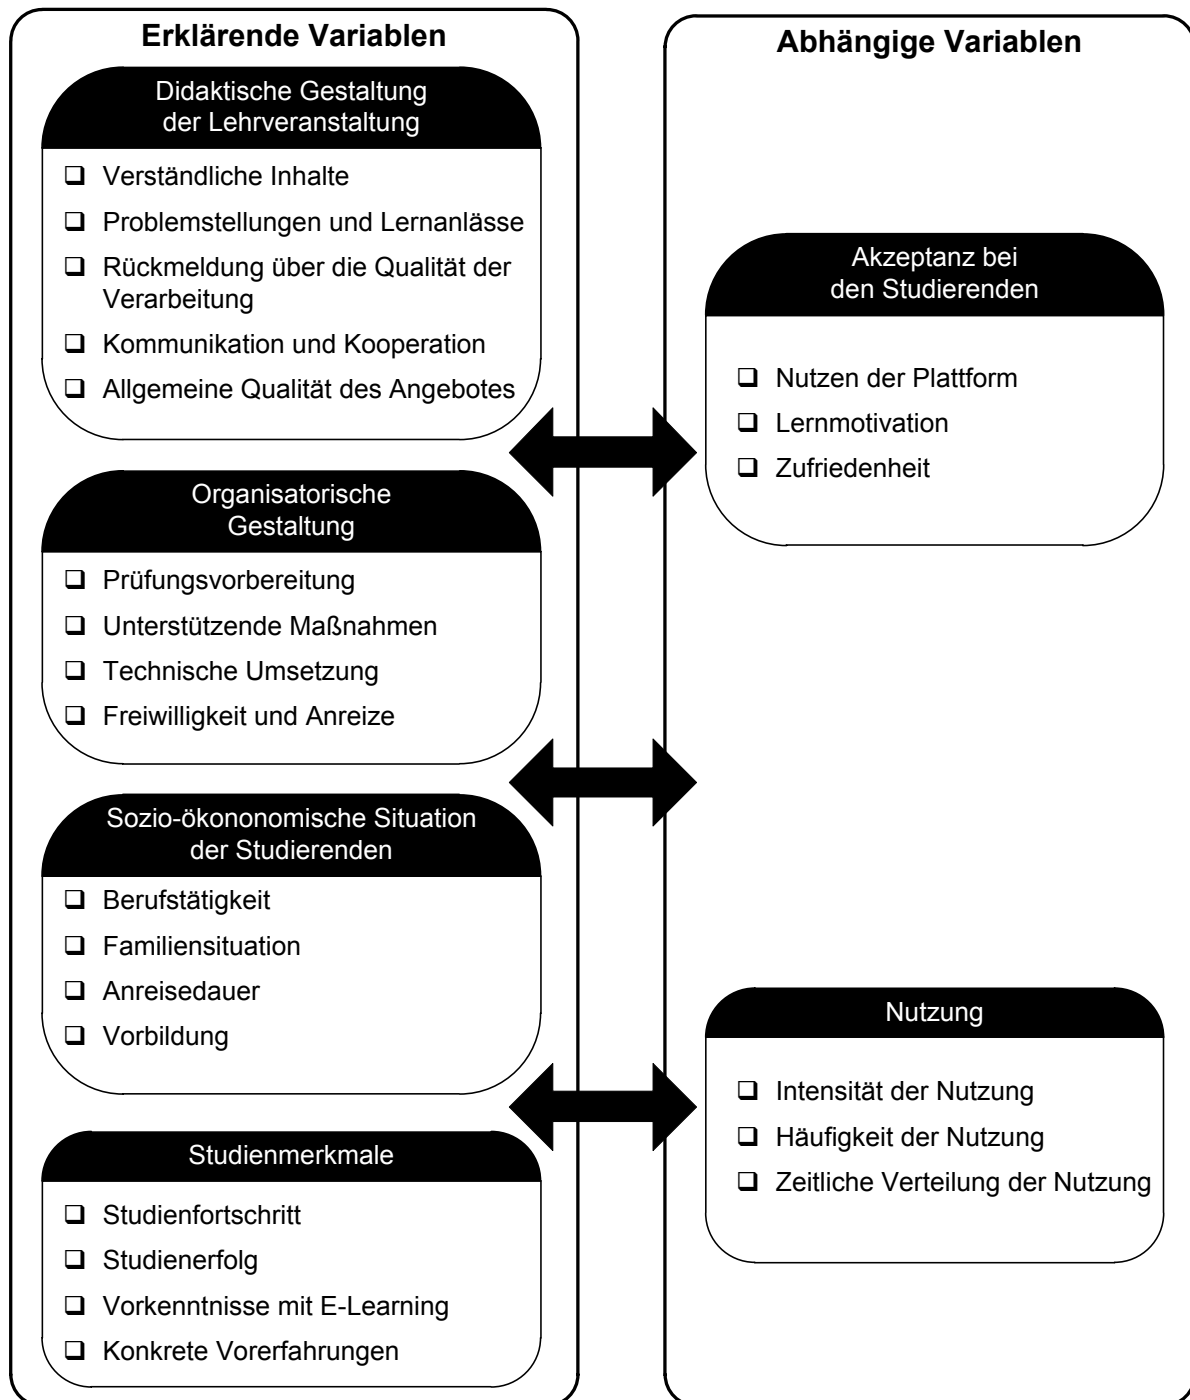 Erklärende Variablen
Didaktische Gestaltung
der Lehrveranstaltung
Verständliche Inhalte
Problemstellungen und Lernanlässe
Rückmeldung über die Qualität der
Verarbeitung
Kommunikation und Kooperation
Allgemeine Qualität des Angebotes
Organisatorische
Gestaltung
Prüfungsvorbereitung
Unterstützende Maßnahmen
Technische Umsetzung
Freiwilligkeit und Anreize
Sozio-ökononomische Situation
der Studierenden
Berufstätigkeit
Familiensituation
Anreisedauer
Vorbildung
Studienmerkmale
Studienfortschritt
Studienerfolg
Vorkenntnisse mit E-Learning
Konkrete Vorerfahrungen
Abhängige Variablen
Akzeptanz bei
den Studierenden
Nutzen der Plattform
Lernmotivation
Zufriedenheit
Nutzung
Intensität der Nutzung
Häufigkeit der Nutzung
Zeitliche Verteilung der Nutzung